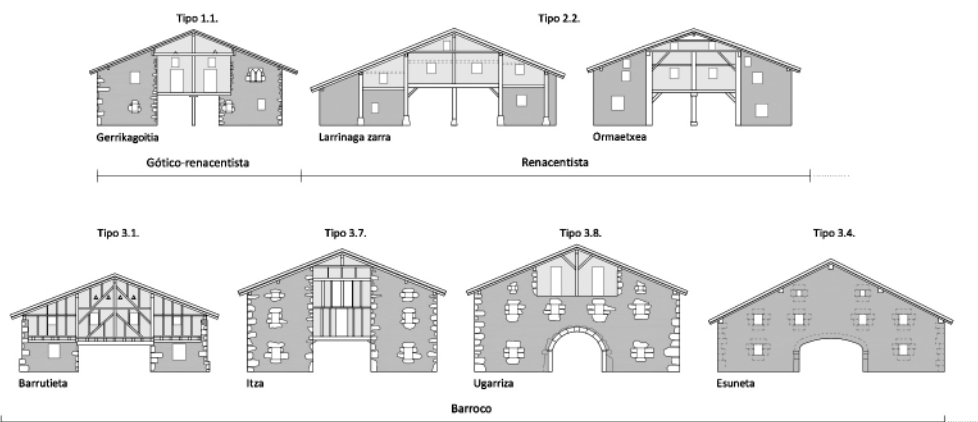 Tipo 1.1.
Tipo 2.2.
Gerrikagoitia
Larrinaga zarra
Ormaetxea
Gótico-renacentista
Renacentista
Tipo 3.1.
Tipo 3.7.
Tipo 3.8.
Tipo 3.4.
Barrutieta
Itza
Ugarriza
Esuneta
Barroco